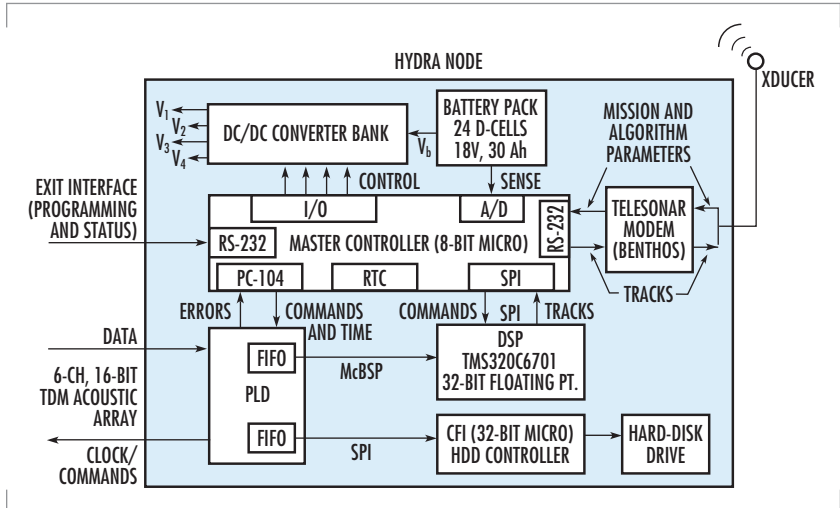 HYDRA NODE
XDUCER
V1
V2
V3
V4
DC/DC CONVERTER BANK
Vb
BATTERY PACK
24 D-CELLS
18V, 30 Ah
MISSION AND
ALGORITHM
PARAMETERS
CONTROL
SENSE
EXIT INTERFACE
(PROGRAMMING
AND STATUS)
I/O
A/D
RS-232
MASTER CONTROLLER (8-BIT MICRO)
RS-232
TELESONAR
MODEM
(BENTHOS)
PC-104
RTC
SPI
TRACKS
ERRORS
COMMANDS
AND TIME
COMMANDS
SPI
TRACKS
DATA
6-CH, 16-BIT
TDM ACOUSTIC
ARRAY
CLOCK/
COMMANDS
FIFO
PLD
FIFO
McBSP
DSP
TMS320C6701
32-BIT FLOATING PT.
SPI
CFI (32-BIT MICRO)
HDD CONTROLLER
HARD-DISK
DRIVE